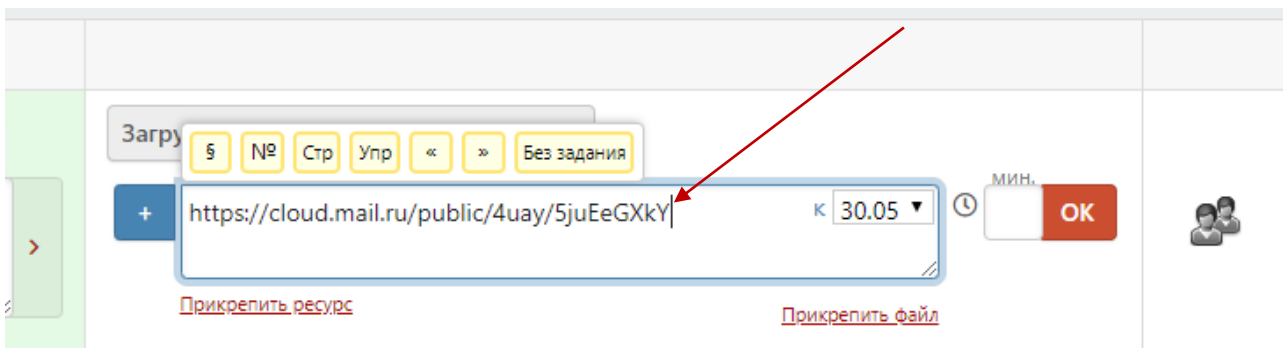 Загру
§ № Стр Упр « » Без задания
мин.
+ https://cloud.mail.ru/public/4uay/5juEeGXkY к 30.05 ОК
Прикрепить ресурс
Прикрепить файл